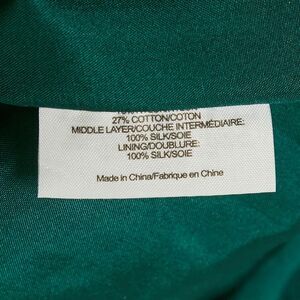 27% COTTON/COTON
MIDDLE LAYER/COUCHE INTERMÉDIAIRE:
100% SILK/SOIE
LINING/DOUBLURE:
100% SILK/SOIE
Made in China/Fabrique en Chine